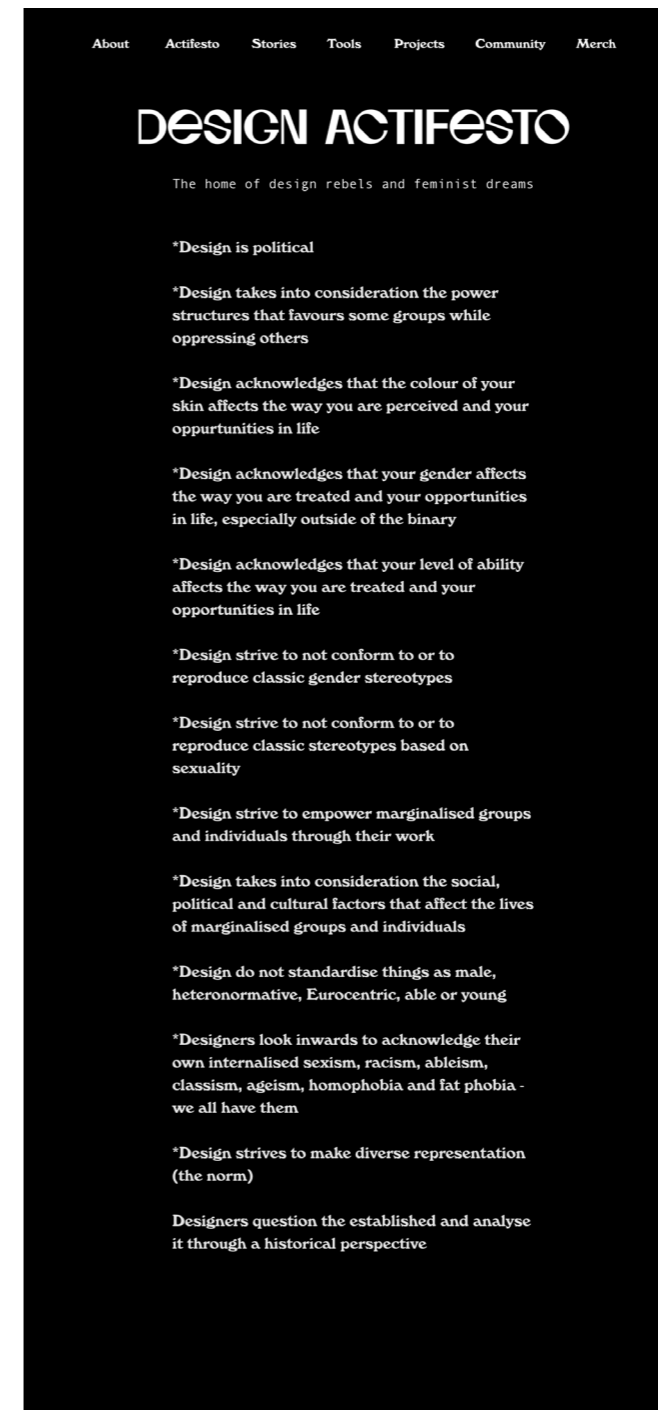 About Actifesto Stories Tools Projects Community Merch
DESIGN ACTIFESTO
The home of design rebels and feminist dreams
*Design is political
*Design takes into consideration the power
structures that favours some groups while
oppressing others
*Design acknowledges that the colour of your
skin affects the way you are perceived and your
oppurtunities in life
*Design acknowledges that your gender affects
the way you are treated and your opportunities
in life, especially outside of the binary
*Design acknowledges that your level of ability
affects the way you are treated and your
opportunities in life
*Design strive to not conform to or to
reproduce classic gender stereotypes
*Design strive to not conform to or to
reproduce classic stereotypes based on
sexuality
*Design strive to empower marginalised groups
and individuals through their work
*Design takes into consideration the social,
political and cultural factors that affect the lives
of marginalised groups and individuals
*Design do not standardise things as male,
heteronormative, Eurocentric, able or young
*Designers look inwards to acknowledge their
own internalised sexism, racism, ableism,
classism, ageism, homophobia and fat phobia -
we all have them
*Design strives to make diverse representation
(the norm)
Designers question the established and analyse
it through a historical perspective